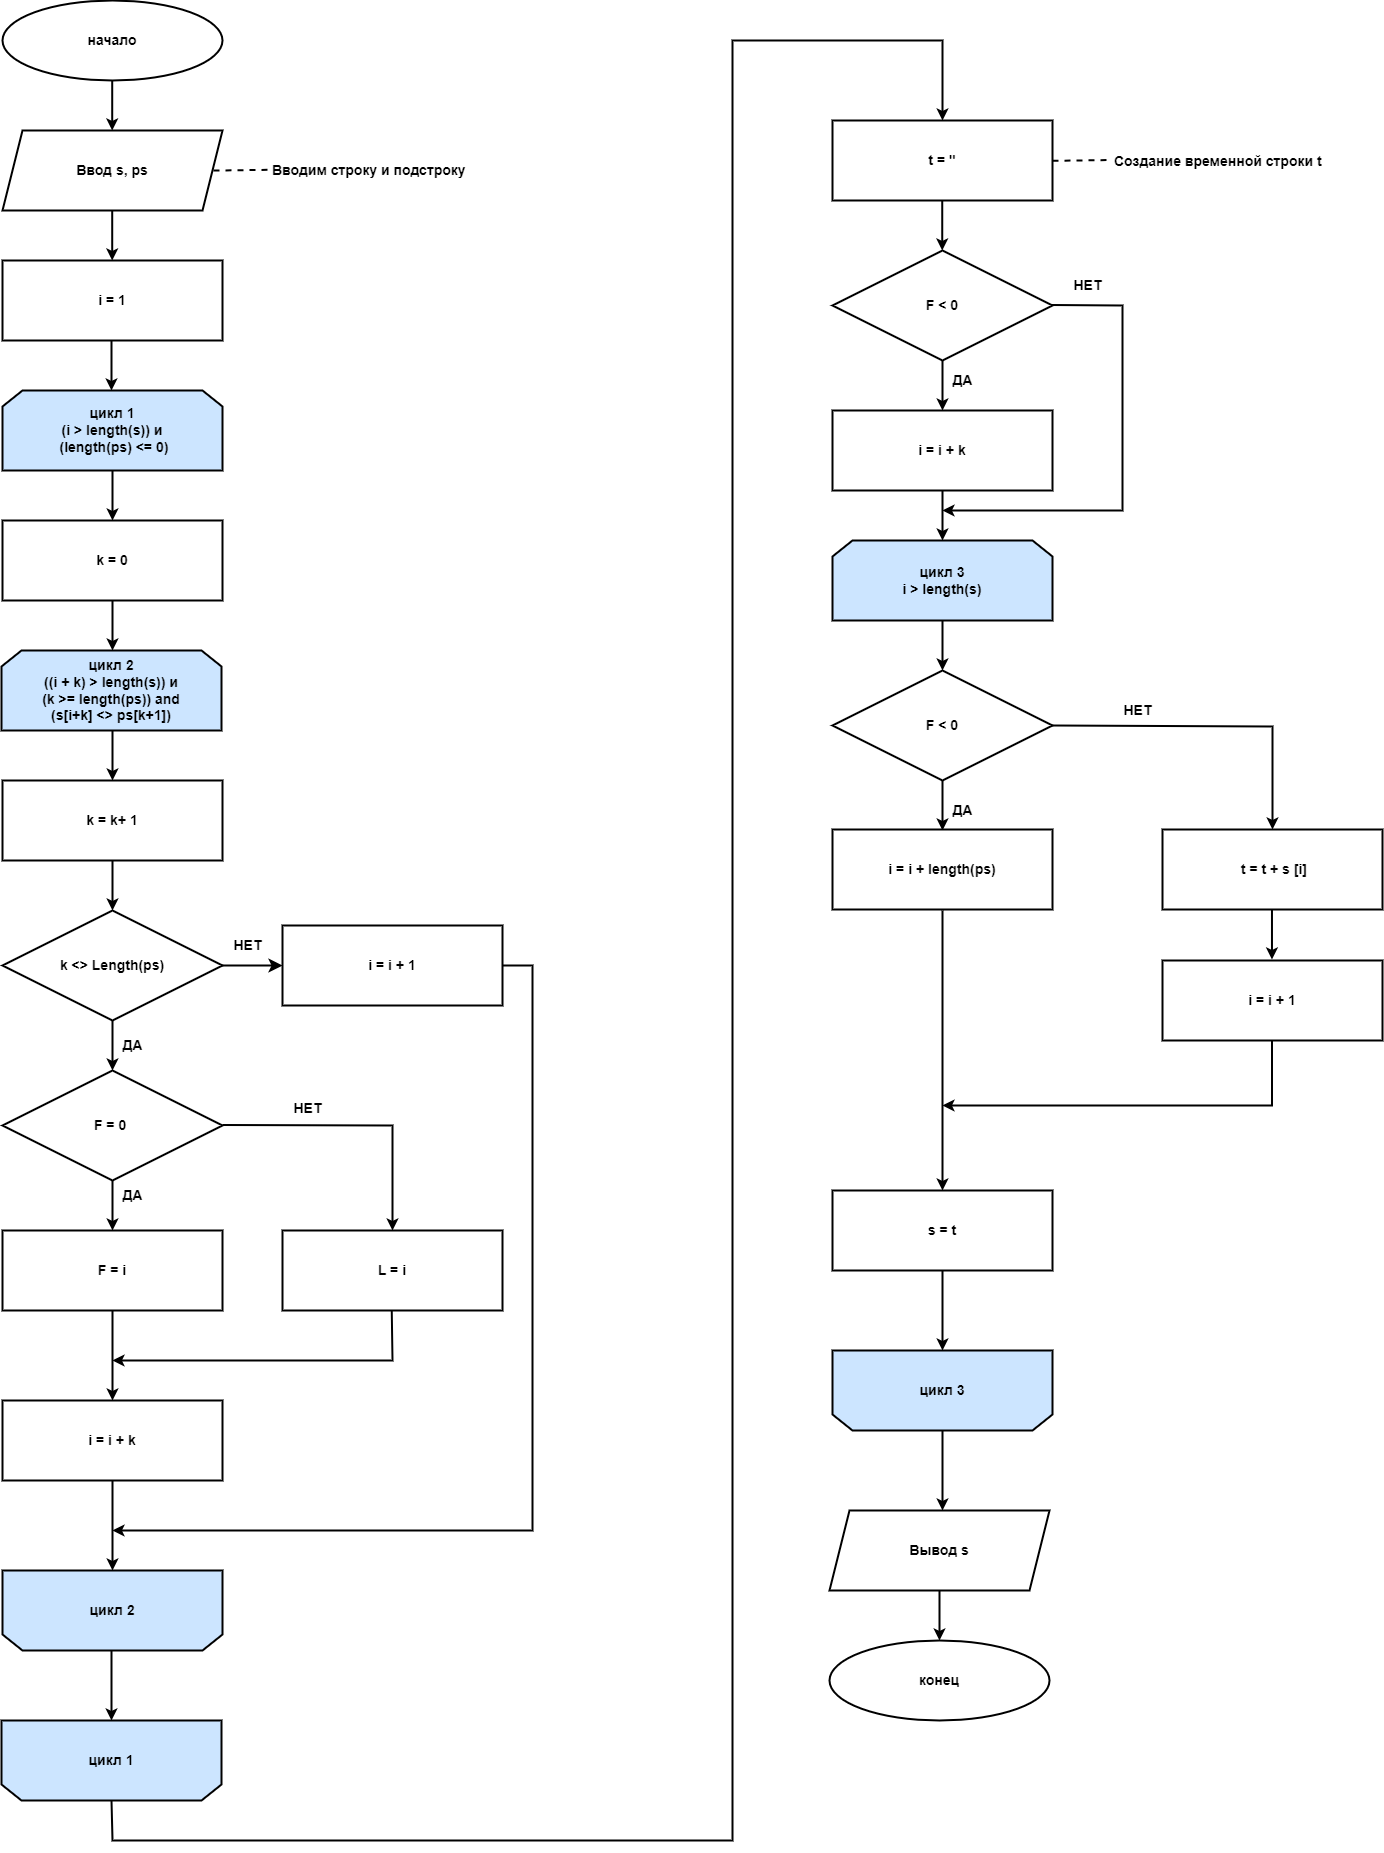 начало
Ввод s, ps
Вводим строку и подстроку
i = 1
цикл 1
(i > length(s)) и
(length(ps) <= 0)
k = 0
цикл 2
((i + k) > length(s)) и
(k >= length(ps)) and
(s[i+k] <> ps[k+1])
k = k+ 1
k <> Length(ps)
НЕТ
i = i + 1
ДА
F = 0
НЕТ
ДА
F = i
L = i
i = i + k
цикл 2
цикл 1
t = ''
Создание временной строки t
F < 0
НЕТ
ДА
i = i + k
цикл 3
i > length(s)
F < 0
НЕТ
ДА
i = i + length(ps)
t = t + s [i]
i = i + 1
s = t
цикл 3
Вывод s
конец